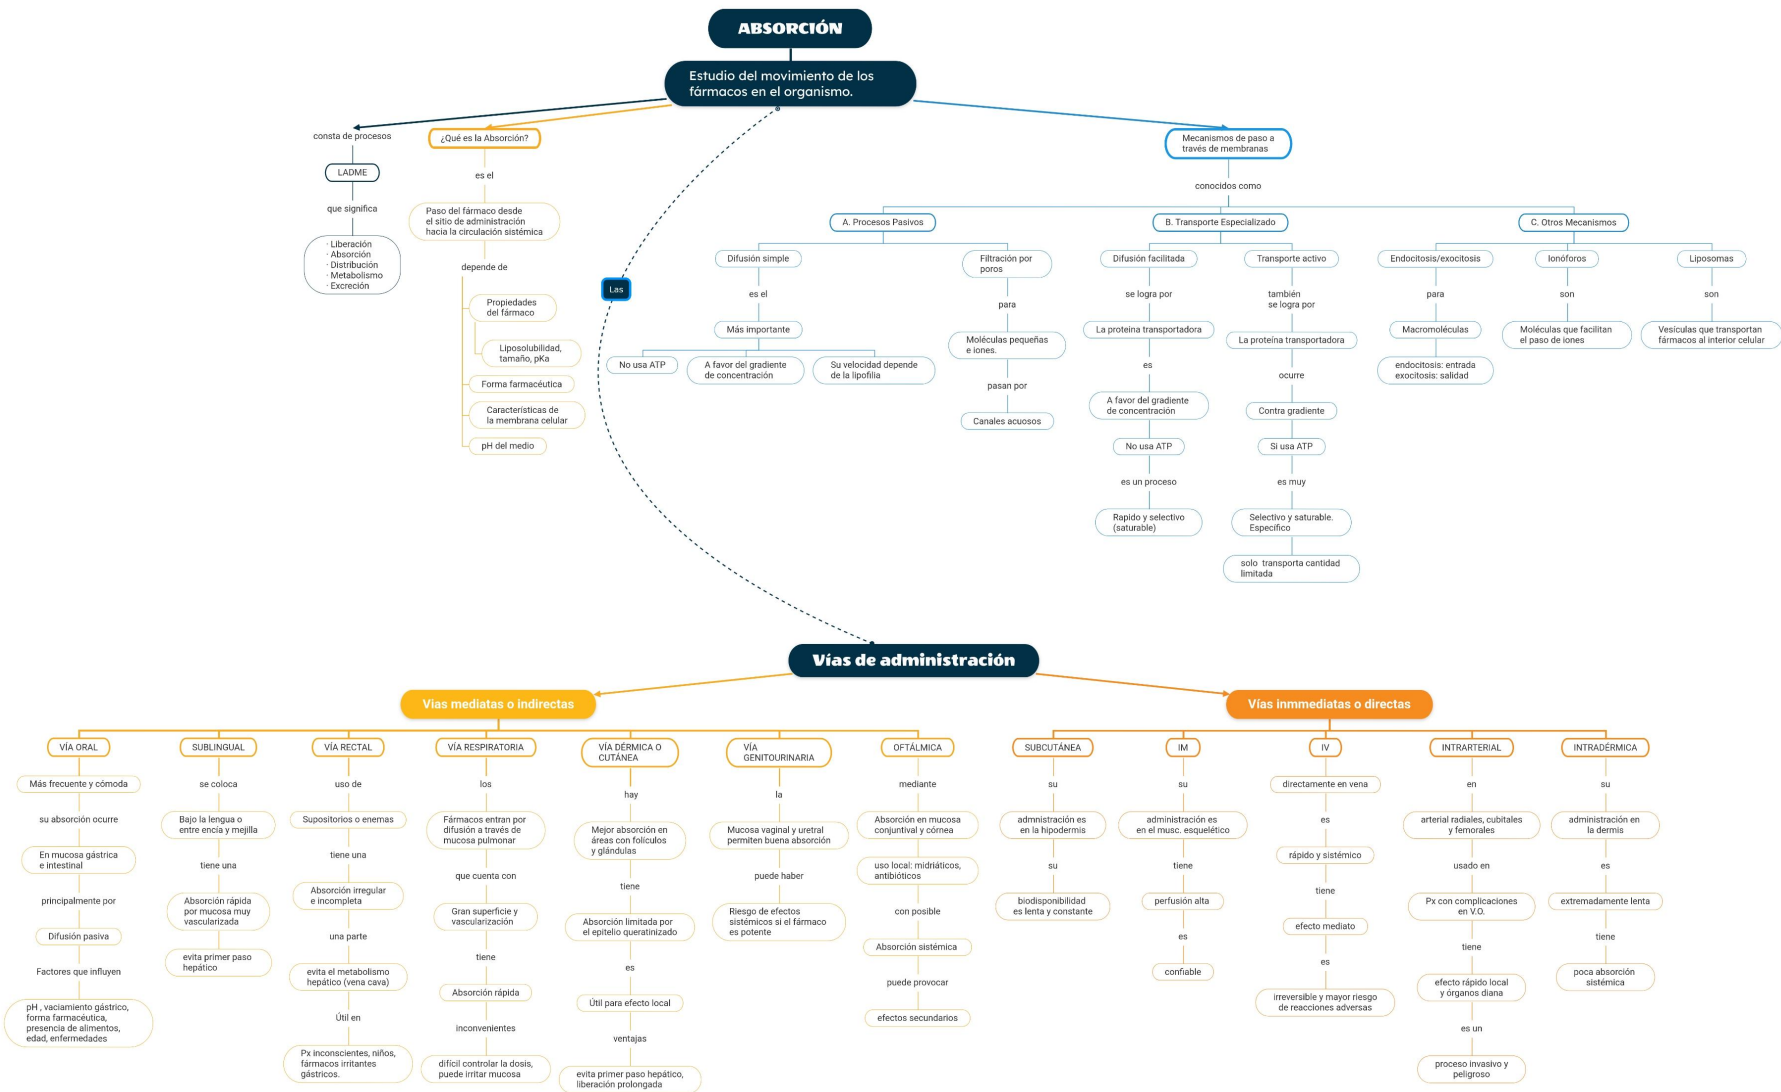 ABSORCIÓN
Estudio del movimiento de los
fármacos en el organismo.
consta de procesos
LADME
que significa
· Liberación
· Absorción
· Distribución
· Metabolismo
· Excreción
¿Qué es la Absorción?
es el
Paso del fármaco desde
el sitio de administración
hacia la circulación sistémica
depende de
Propiedades
del fármaco
Liposolubilidad,
tamaño, pKa
Forma farmacéutica
Características de
la membrana celular
pH del medio
Las
Mecanismos de paso a
través de membranas
conocidos como
A. Procesos Pasivos
Difusión simple
es el
Más importante
No usa ATP
A favor del gradiente
de concentración
Su velocidad depende
de la lipofilia
Filtración por
poros
para
Moléculas pequeñas
e iones.
pasan por
Canales acuosos
B. Transporte Especializado
Difusión facilitada
se logra por
La proteina transportadora
es
A favor del gradiente
de concentración
No usa ATP
es un proceso
Rapido y selectivo
(saturable)
Transporte activo
también
se logra por
La proteína transportadora
ocurre
Contra gradiente
Si usa ATP
es muy
Selectivo y saturable.
Específico
solo transporta cantidad
limitada
C. Otros Mecanismos
Endocitosis/exocitosis
para
Macromoléculas
endocitosis: entrada
exocitosis: salidad
Ionóforos
son
Moléculas que facilitan
el paso de iones
Liposomas
son
Vesículas que transportan
fármacos al interior celular
Vías de administración
Vias mediatas o indirectas
VÍA ORAL
Más frecuente y cómoda
su absorción ocurre
En mucosa gástrica
e intestinal
principalmente por
Difusión pasiva
Factores que influyen
pH , vaciamiento gástrico,
forma farmacéutica,
presencia de alimentos,
edad, enfermedades
SUBLINGUAL
se coloca
Bajo la lengua o
entre encía y mejilla
tiene una
Absorción rápida
por mucosa muy
vascularizada
evita primer paso
hepático
VÍA RECTAL
uso de
Supositorios o enemas
tiene una
Absorción irregular
e incompleta
una parte
evita el metabolismo
hepático (vena cava)
Útil en
Px inconscientes, niños,
fármacos irritantes
gástricos.
VÍA RESPIRATORIA
los
Fármacos entran por
difusión a través de
mucosa pulmonar
que cuenta con
Gran superficie y
vascularización
tiene
Absorción rápida
inconvenientes
difícil controlar la dosis,
puede irritar mucosa
VÍA DÉRMICA O
CUTÁNEA
hay
Mejor absorción en
áreas con folículos
y glándulas
tiene
Absorción limitada por
el epitelio queratinizado
es
Útil para efecto local
ventajas
evita primer paso hepático,
liberación prolongada
VÍA
GENITOURINARIA
la
Mucosa vaginal y uretral
permiten buena absorción
puede haber
Riesgo de efectos
sistémicos si el fármaco
es potente
OFTÁLMICA
mediante
Absorción en mucosa
conjuntival y córnea
uso local: midriáticos,
antibióticos
con posible
Absorción sistémica
puede provocar
efectos secundarios
Vías inmmediatas o directas
SUBCUTÁNEA
su
admnistración es
en la hipodermis
su
biodisponibilidad
es lenta y constante
IM
su
administración es
en el musc. esquelético
tiene
perfusión alta
es
confiable
IV
directamente en vena
es
rápido y sistémico
tiene
efecto mediato
es
irreversible y mayor riesgo
de reacciones adversas
INTRARTERIAL
en
arterial radiales, cubitales
y femorales
usado en
Px con complicaciones
en V.O.
tiene
efecto rápido local
y órganos diana
es un
proceso invasivo y
peligroso
INTRADÉRMICA
su
administración en
la dermis
es
extremadamente lenta
tiene
poca absorción
sistémica